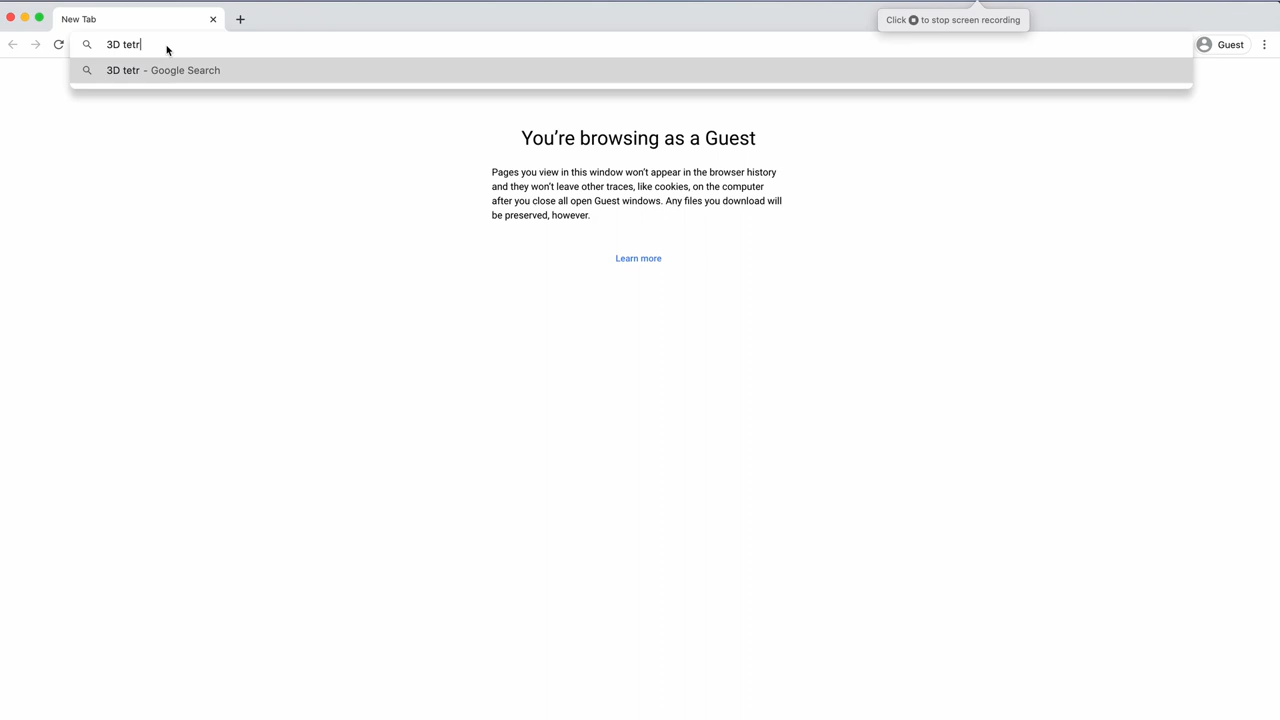 New Tab
Click to stop screen recording
3D tetr
Guest
3D tetr - Google Search
You're browsing as a Guest
Pages you view in this window won't appear in the browser history
and they won't leave other traces, like cookies, on the computer
after you close all open Guest windows. Any files you download will
be preserved, however.
Learn more